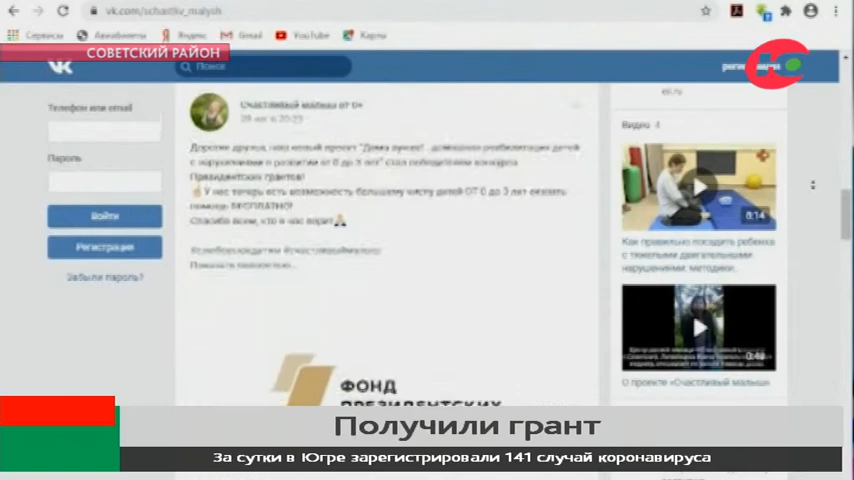 vk.com/schastliv_malysh
Сервисы Авиабилеты Яндекс Gmail YouTube Карты
СОВЕТСКИЙ РАЙОН
Поиск
Ю
Телефон или email
Пароль
Войти
Регистрация
Забыли пароль?
Счастливый малыш от 0+
Дорогие друзья, наш новый проект "Дома лучше! : домашняя реабилитация детей
с нарушениями в развитии от 0 до 3 лет" стал победителем конкурса
Президентских грантов!
У нас теперь есть возможность большему числу детей ОТ 0 до 3 лет оказать
помощь БЕСПЛАТНО!
Спасибо всем, кто в нас верит
Показать полностью...
ФОНД
ПРЕЗИДЕНТСКИХ
Видео 4
8:14
Как правильно посадить ребенка
с тяжелыми двигательными
нарушениями: методики.
0:48
О проекте «Счастливый малыш»
Получили грант
За сутки в Югре зарегистрировали 141 случай коронавируса